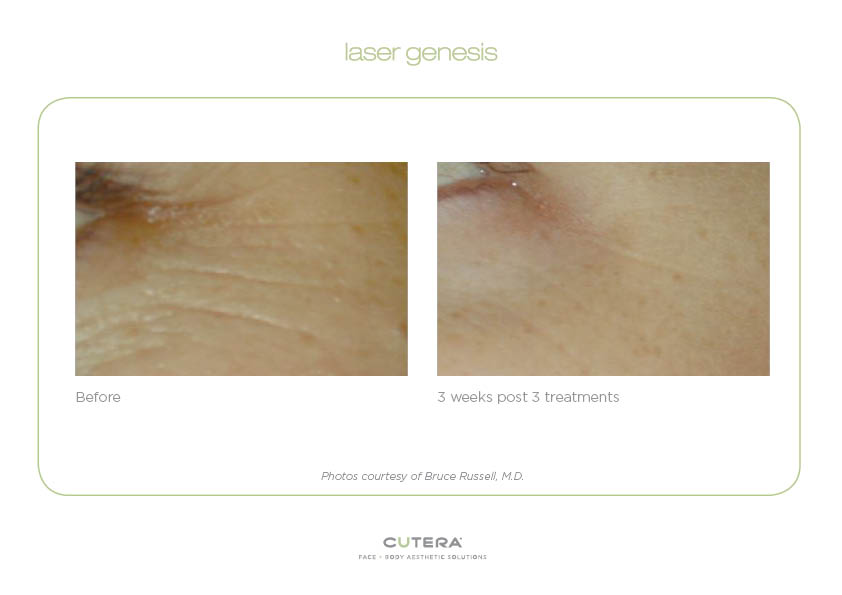 laser genesis
Before
3 weeks post 3 treatments
Photos courtesy of Bruce Russell, M.D.
CUTERA
FACE + BODY AESTHETIC SOLUTIONS